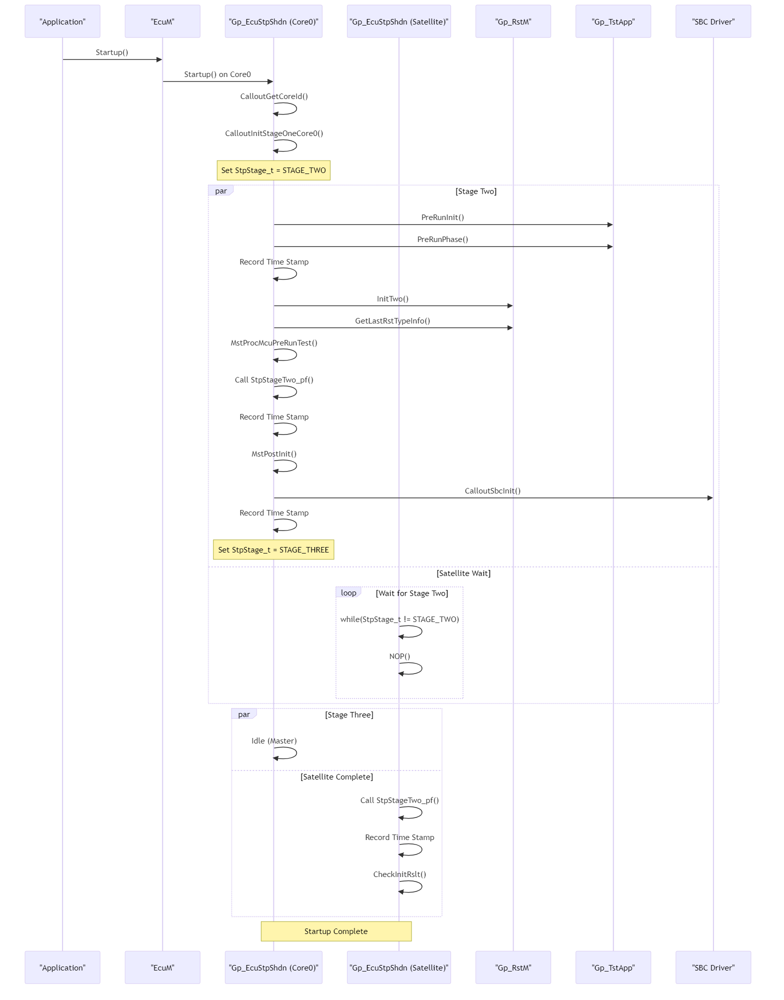 "Application"
"EcuM"
"Gp_EcuStpShdn (Core0)"
"Gp_EcuStpShdn (Satellite)"
"Gp_RstM"
"Gp_TstApp"
"SBC Driver"
Startup()
Startup() on Core0
CalloutGetCoreId()
CalloutInitStageOneCore0()
Set StpStage_t = STAGE_TWO
par
[Stage Two]
PreRunInit()
PreRunPhase()
Record Time Stamp
InitTwo()
GetLastRstTypeInfo()
MstProcMcuPreRunTest()
Call StpStageTwo_pf()
Record Time Stamp
MstPostInit()
CalloutSbcInit()
Record Time Stamp
Set StpStage_t = STAGE_THREE
[Satellite Wait]
loop
[Wait for Stage Two]
while(StpStage_t != STAGE_TWO)
NOP()
par
[Stage Three]
Idle (Master)
[Satellite Complete]
Call StpStageTwo_pf()
Record Time Stamp
CheckInitRslt()
Startup Complete
"Application"
"EcuM"
"Gp_EcuStpShdn (Core0)"
"Gp_EcuStpShdn (Satellite)"
"Gp_RstM"
"Gp_TstApp"
"SBC Driver"